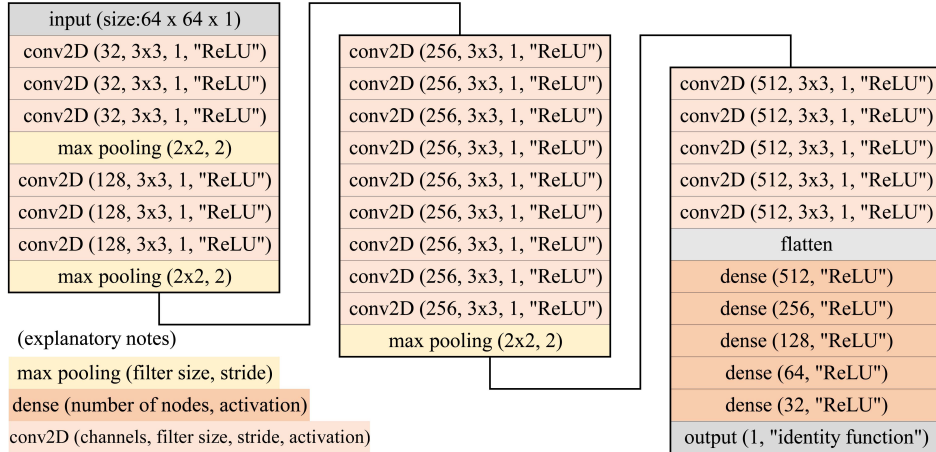 input (size:64 x 64 x 1)
conv2D (32, 3x3, 1, "ReLU")
conv2D (32, 3x3, 1, "ReLU")
conv2D (32, 3x3, 1, "ReLU")
max pooling (2x2, 2)
conv2D (128, 3x3, 1, "ReLU")
conv2D (128, 3x3, 1, "ReLU")
conv2D (128, 3x3, 1, "ReLU")
max pooling (2x2, 2)
conv2D (256, 3x3, 1, "ReLU")
conv2D (256, 3x3, 1, "ReLU")
conv2D (256, 3x3, 1, "ReLU")
conv2D (256, 3x3, 1, "ReLU")
conv2D (256, 3x3, 1, "ReLU")
conv2D (256, 3x3, 1, "ReLU")
conv2D (256, 3x3, 1, "ReLU")
conv2D (256, 3x3, 1, "ReLU")
conv2D (256, 3x3, 1, "ReLU")
max pooling (2x2, 2)
conv2D (512, 3x3, 1, "ReLU")
conv2D (512, 3x3, 1, "ReLU")
conv2D (512, 3x3, 1, "ReLU")
conv2D (512, 3x3, 1, "ReLU")
conv2D (512, 3x3, 1, "ReLU")
flatten
dense (512, "ReLU")
dense (256, "ReLU")
dense (128, "ReLU")
dense (64, "ReLU")
dense (32, "ReLU")
output (1, "identity function")
(explanatory notes)
max pooling (filter size, stride)
dense (number of nodes, activation)
conv2D (channels, filter size, stride, activation)